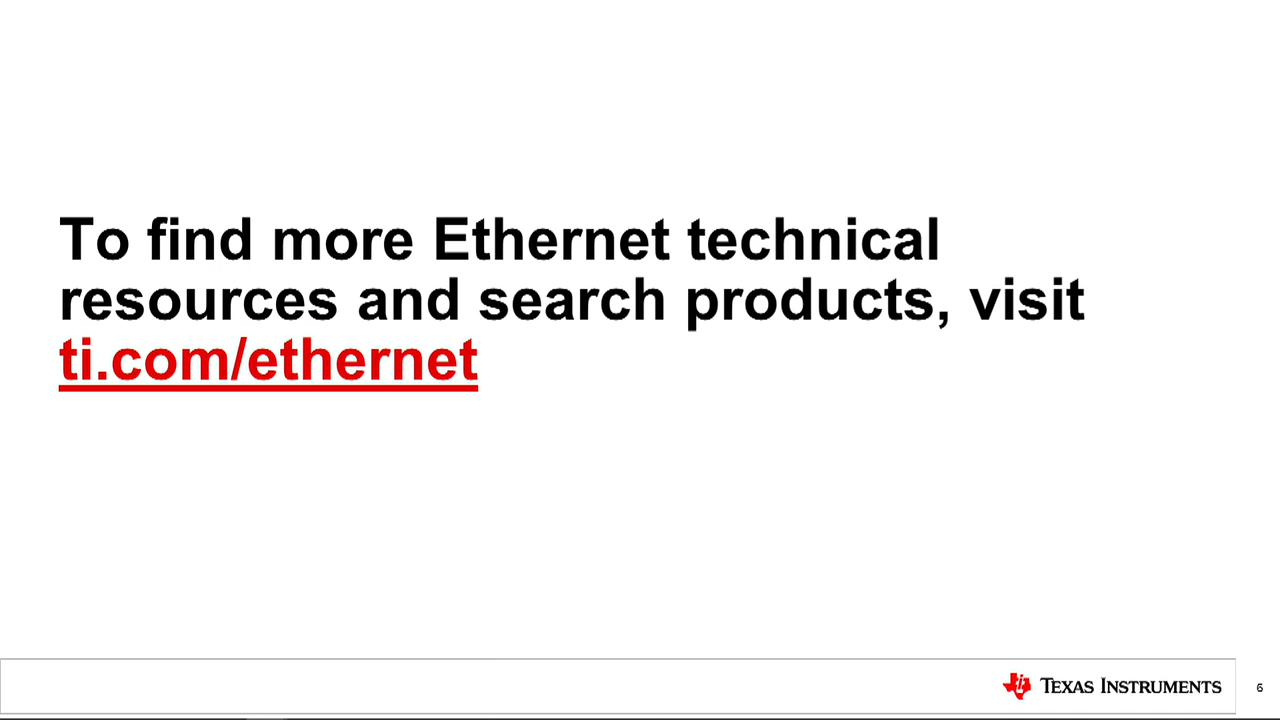 To find more Ethernet technical
resources and search products, visit
ti.com/ethernet
TEXAS INSTRUMENTS
6